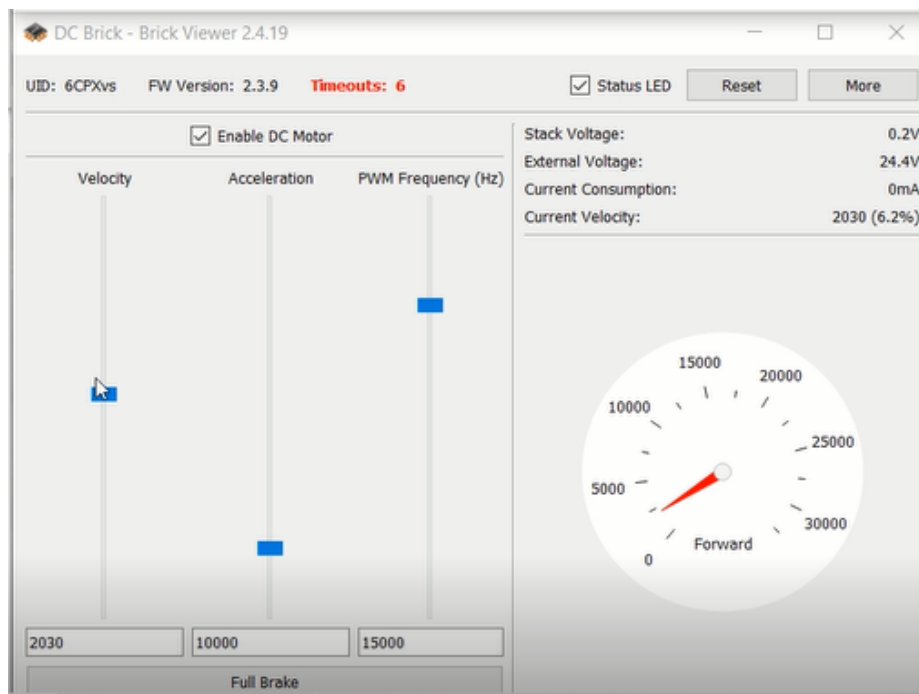 DC Brick - Brick Viewer 2.4.19
UID: 6CPXvs FW Version: 2.3.9 Timeouts: 6 Status LED Reset More
Enable DC Motor
Velocity Acceleration PWM Frequency (Hz)
2030 10000 15000
Full Brake
Stack Voltage: 0.2V
External Voltage: 24.4V
Current Consumption: 0mA
Current Velocity: 2030 (6.2%)
15000
20000
10000
25000
5000
30000
Forward
0